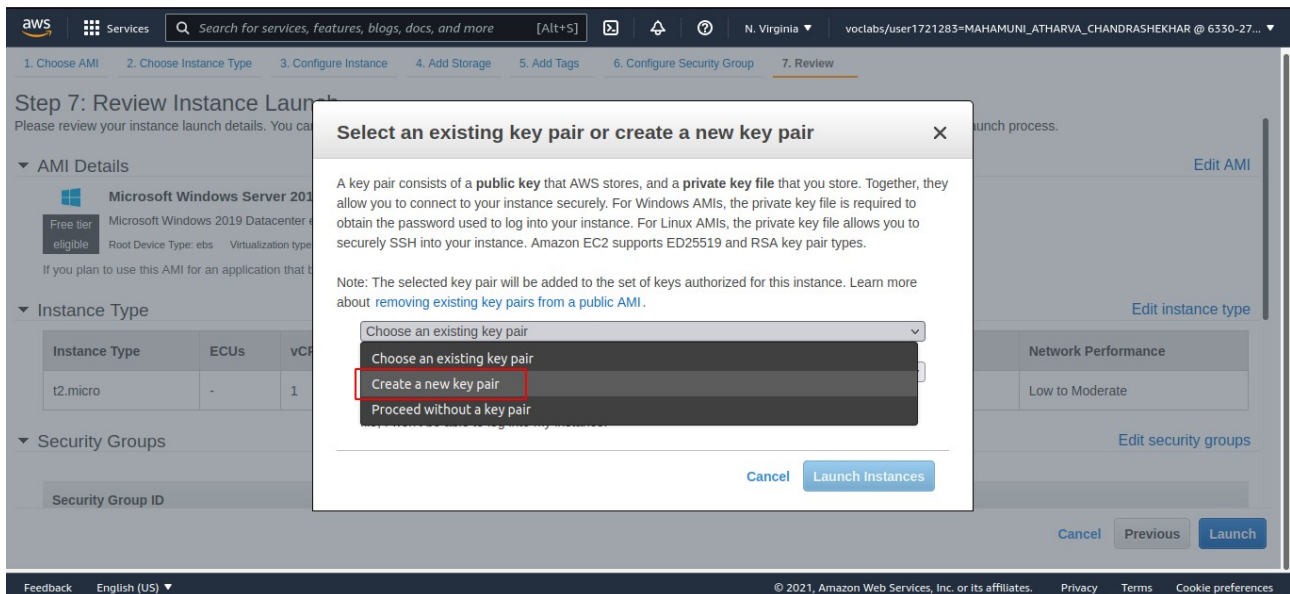 aws Services Search for services, features, blogs, docs, and more [Alt+S] N. Virginia ▼ voclabs/user1721283=MAHAMUNI_ATHARVA_CHANDRASHEKHAR @ 6330-27... ▼
1. Choose AMI 2. Choose Instance Type 3. Configure Instance 4. Add Storage 5. Add Tags 6. Configure Security Group 7. Review
Step 7: Review Instance Launch
Please review your instance launch details. You ca
unch process.
AMI Details
Edit AMI
Microsoft Windows Server 201
Free tier eligible
Microsoft Windows 2019 Datacenter e
Root Device Type: ebs Virtualization type
If you plan to use this AMI for an application that b
Instance Type
Edit instance type
Instance Type ECUs vCP Network Performance
t2.micro - 1 Low to Moderate
Security Groups
Edit security groups
Security Group ID
Select an existing key pair or create a new key pair
A key pair consists of a public key that AWS stores, and a private key file that you store. Together, they
allow you to connect to your instance securely. For Windows AMIs, the private key file is required to
obtain the password used to log into your instance. For Linux AMIs, the private key file allows you to
securely SSH into your instance. Amazon EC2 supports ED25519 and RSA key pair types.
Note: The selected key pair will be added to the set of keys authorized for this instance. Learn more
about removing existing key pairs from a public AMI.
Choose an existing key pair
Choose an existing key pair
Create a new key pair
Proceed without a key pair
Cancel Launch Instances
Cancel Previous Launch
Feedback English (US) ▼ © 2021, Amazon Web Services, Inc. or its affiliates. Privacy Terms Cookie preferences